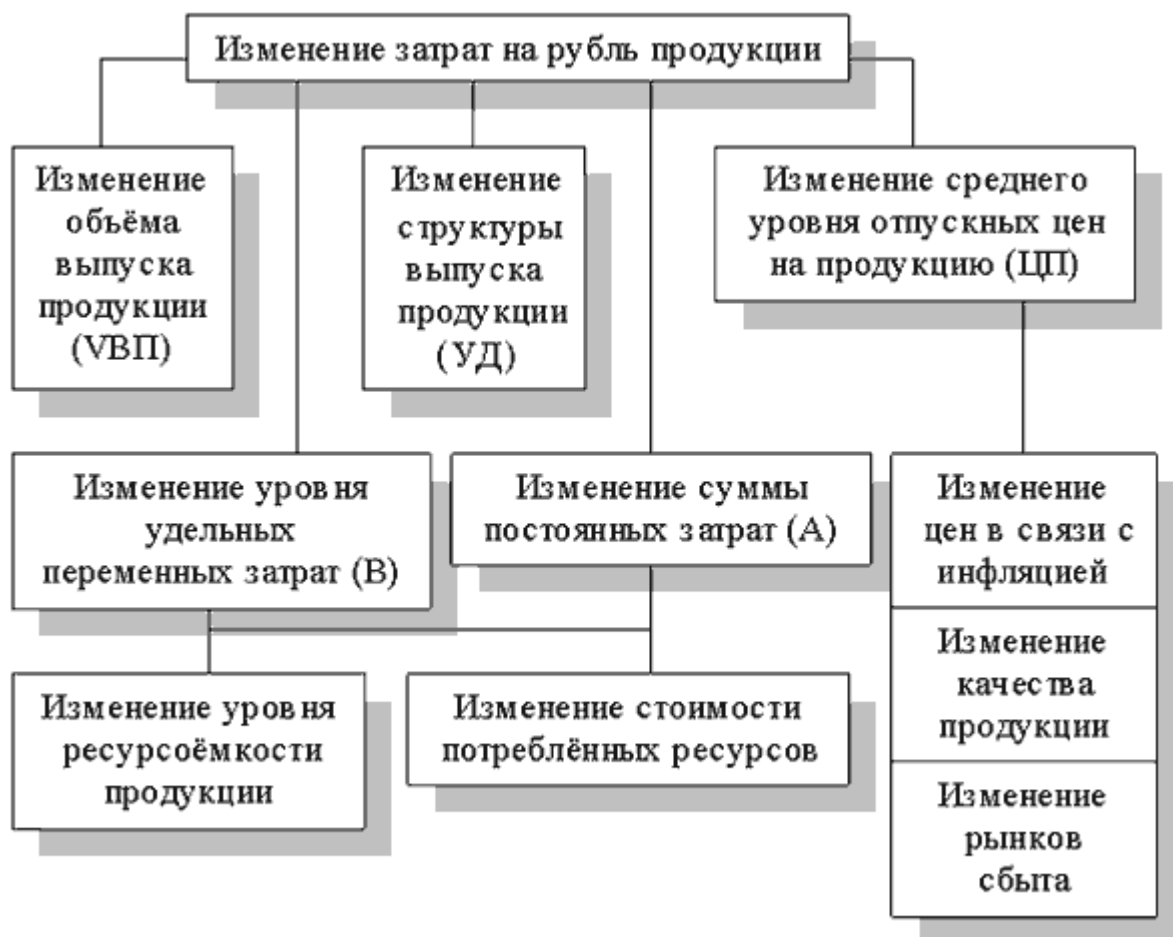 Изменение затрат на рубль продукции
Изменение
объёма
выпуска
продукции
(VВП)
Изменение
структуры
выпуска
продукции
(УД)
Изменение среднего
уровня отпускных цен
на продукцию (ЦП)
Изменение уровня
удельных
переменных затрат (В)
Изменение суммы
постоянных затрат (А)
Изменение
цен в связи с
инфляцией
Изменение
качества
продукции
Изменение
рынков
сбыта
Изменение уровня
ресурсоёмкости
продукции
Изменение стоимости
потреблённых ресурсов